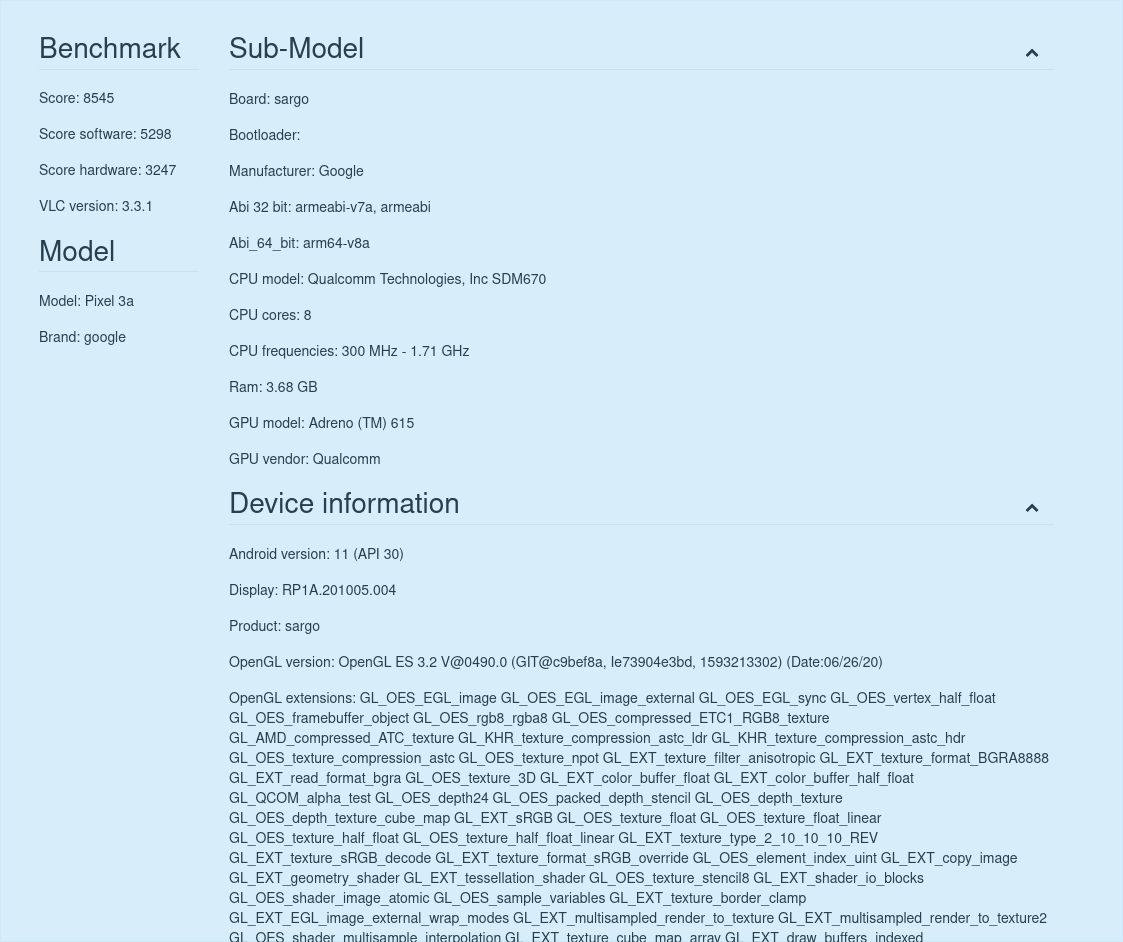 Benchmark
Score: 8545
Score software: 5298
Score hardware: 3247
VLC version: 3.3.1
Model
Model: Pixel 3a
Brand: google
Sub-Model
Board: sargo
Bootloader:
Manufacturer: Google
Abi 32 bit: armeabi-v7a, armeabi
Abi_64_bit: arm64-v8a
CPU model: Qualcomm Technologies, Inc SDM670
CPU cores: 8
CPU frequencies: 300 MHz - 1.71 GHz
Ram: 3.68 GB
GPU model: Adreno (TM) 615
GPU vendor: Qualcomm
Device information
Android version: 11 (API 30)
Display: RP1A.201005.004
Product: sargo
OpenGL version: OpenGL ES 3.2 V@0490.0 (GIT@c9bef8a, Ie73904e3bd, 1593213302) (Date:06/26/20)
OpenGL extensions: GL_OES_EGL_image GL_OES_EGL_image_external GL_OES_EGL_sync GL_OES_vertex_half_float
GL_OES_framebuffer_object GL_OES_rgb8_rgba8 GL_OES_compressed_ETC1_RGB8_texture
GL_AMD_compressed_ATC_texture GL_KHR_texture_compression_astc_ldr GL_KHR_texture_compression_astc_hdr
GL_OES_texture_compression_astc GL_OES_texture_npot GL_EXT_texture_filter_anisotropic GL_EXT_texture_format_BGRA8888
GL_EXT_read_format_bgra GL_OES_texture_3D GL_EXT_color_buffer_float GL_EXT_color_buffer_half_float
GL_QCOM_alpha_test GL_OES_depth24 GL_OES_packed_depth_stencil GL_OES_depth_texture
GL_OES_depth_texture_cube_map GL_EXT_sRGB GL_OES_texture_float GL_OES_texture_float_linear
GL_OES_texture_half_float GL_OES_texture_half_float_linear GL_EXT_texture_type_2_10_10_10_REV
GL_EXT_texture_sRGB_decode GL_EXT_texture_format_sRGB_override GL_OES_element_index_uint GL_EXT_copy_image
GL_EXT_geometry_shader GL_EXT_tessellation_shader GL_OES_texture_stencil8 GL_EXT_shader_io_blocks
GL_OES_shader_image_atomic GL_OES_sample_variables GL_EXT_texture_border_clamp
GL_EXT_EGL_image_external_wrap_modes GL_EXT_multisampled_render_to_texture GL_EXT_multisampled_render_to_texture2
GL_OES_shader_multisample_interpolation GL_EXT_texture_cube_map_array GL_EXT_draw_buffers_indexed